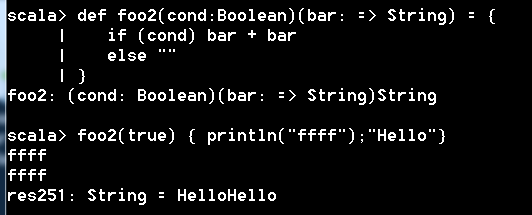 scala> def foo2(cond:Boolean)(bar: => String) = {
     |    if (cond) bar + bar
     |    else ""
     | }
foo2: (cond: Boolean)(bar: => String)String
scala> foo2(true) { println("ffff");"Hello"}
ffff
ffff
res251: String = HelloHello